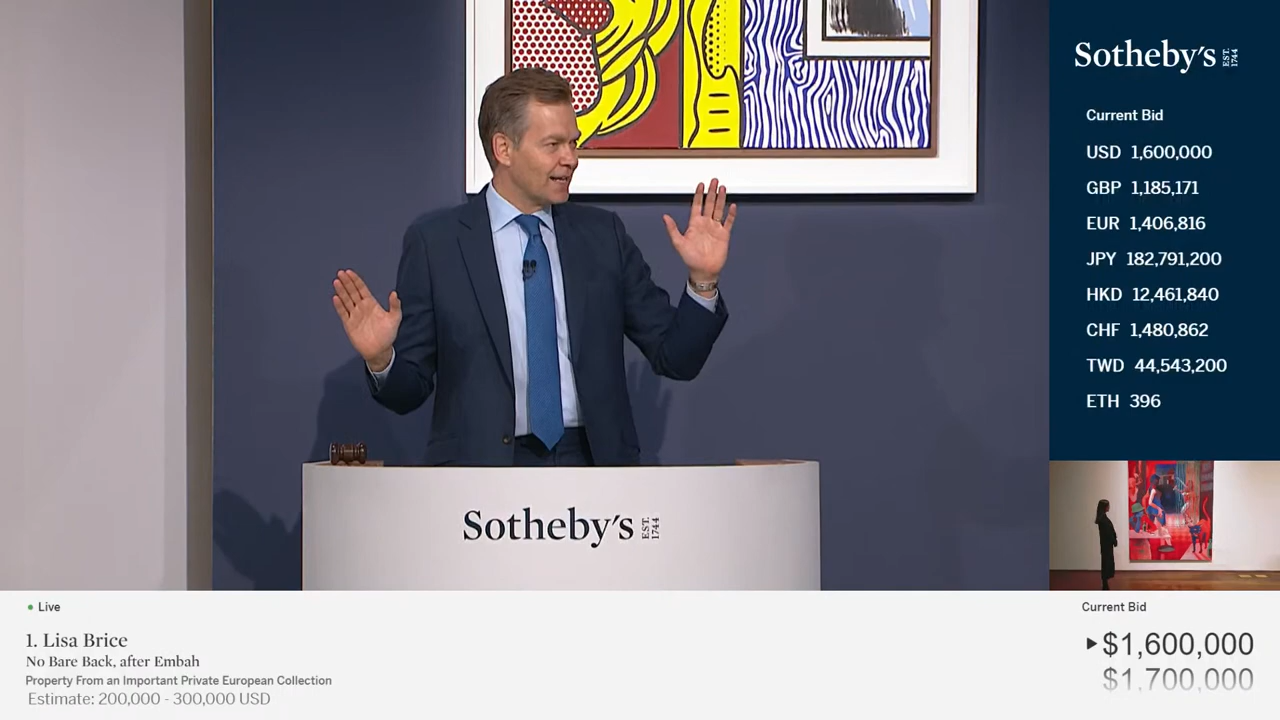 Sotheby's EST. 1744
Current Bid
USD 1,600,000
GBP 1,185,171
EUR 1,406,816
JPY 182,791,200
HKD 12,461,840
CHF 1,480,862
TWD 44,543,200
ETH 396
Sotheby's EST. 1744
Live
1. Lisa Brice
No Bare Back, after Embah
Property From an Important Private European Collection
Estimate: 200,000 - 300,000 USD
Current Bid
$1,600,000
$1,700,000